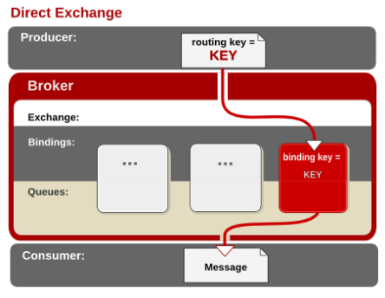 Direct Exchange
Producer:
routing key =
KEY
Broker
Exchange:
Bindings:
...
...
binding key =
KEY
Queues:
Consumer:
Message